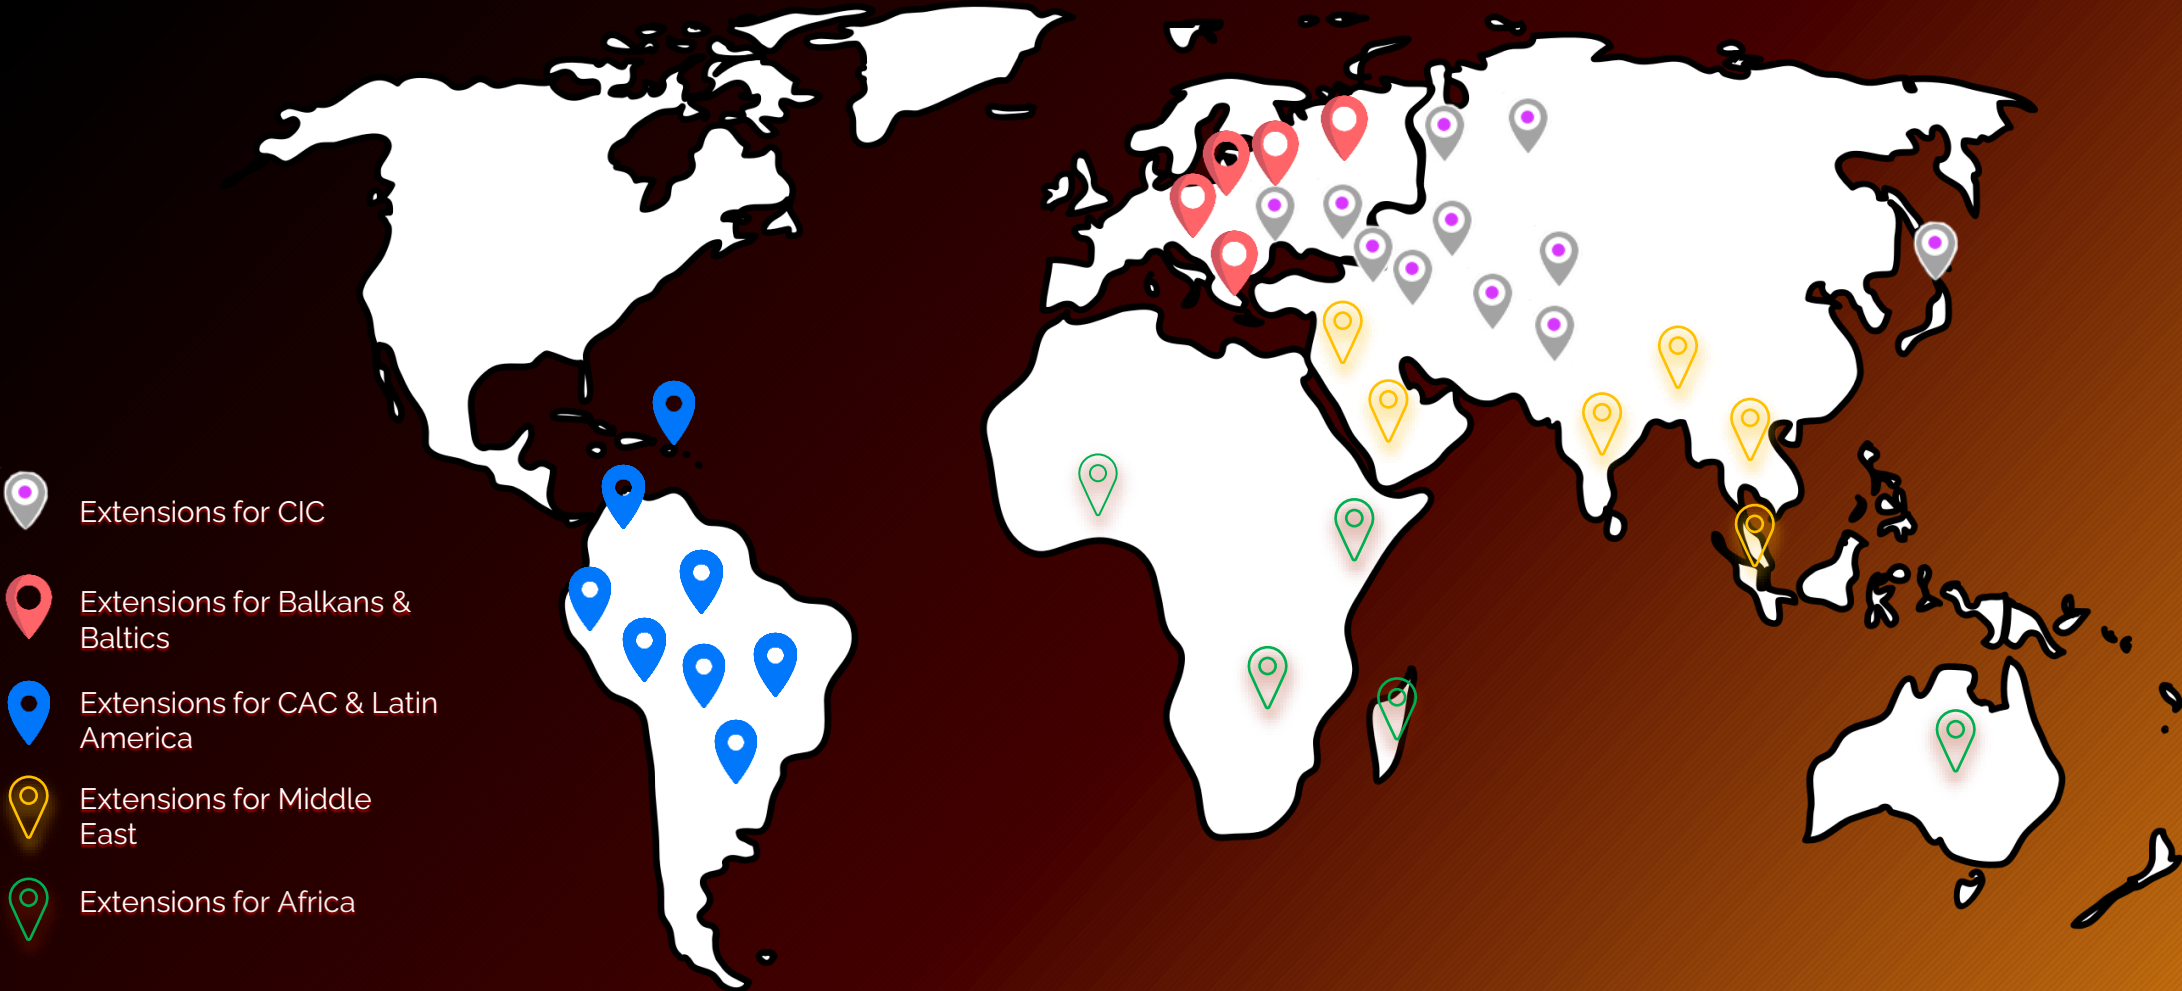 Extensions for CIC
Extensions for Balkans &
Baltics
Extensions for CAC & Latin
America
Extensions for Middle
East
Extensions for Africa